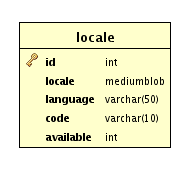 locale
id int
locale mediumblob
language varchar(50)
code varchar(10)
available int